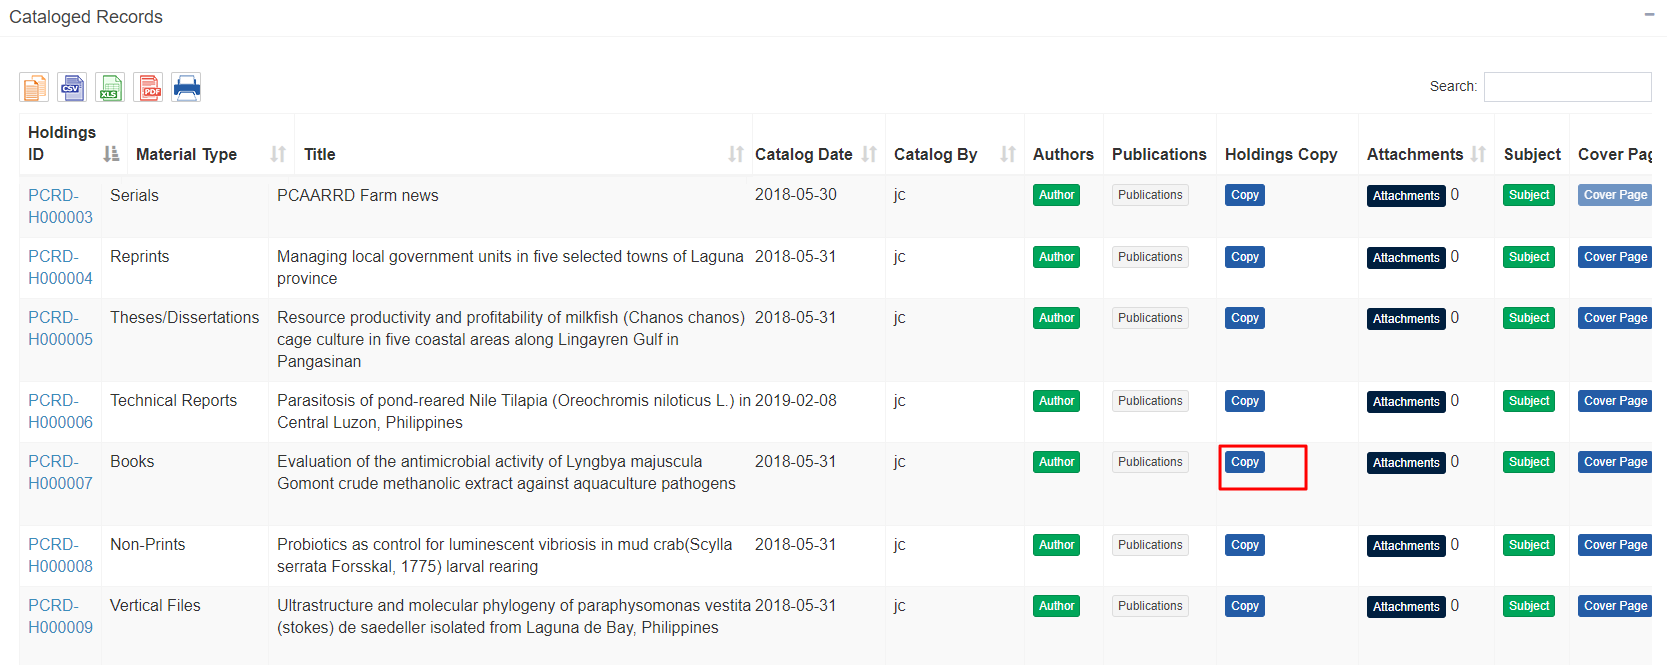 Cataloged Records
CSV XLS PDF
Search:
Holdings
ID Material Type Title Catalog Date Catalog By Authors Publications Holdings Copy Attachments Subject Cover Pag
PCRD- Serials PCAARRD Farm news 2018-05-30 jc Author Publications Copy Attachments 0 Subject Cover Page
H000003
PCRD- Reprints Managing local government units in five selected towns of Laguna 2018-05-31 jc Author Publications Copy Attachments 0 Subject Cover Page
H000004 province
PCRD- Theses/Dissertations Resource productivity and profitability of milkfish (Chanos chanos) 2018-05-31 jc Author Publications Copy Attachments 0 Subject Cover Page
H000005 cage culture in five coastal areas along Lingayren Gulf in
Pangasinan
PCRD- Technical Reports Parasitosis of pond-reared Nile Tilapia (Oreochromis niloticus L.) in 2019-02-08 jc Author Publications Copy Attachments 0 Subject Cover Page
H000006 Central Luzon, Philippines
PCRD- Books Evaluation of the antimicrobial activity of Lyngbya majuscula 2018-05-31 jc Author Publications Copy Attachments 0 Subject Cover Page
H000007 Gomont crude methanolic extract against aquaculture pathogens
PCRD- Non-Prints Probiotics as control for luminescent vibriosis in mud crab(Scylla 2018-05-31 jc Author Publications Copy Attachments 0 Subject Cover Page
H000008 serrata Forsskal, 1775) larval rearing
PCRD- Vertical Files Ultrastructure and molecular phylogeny of paraphysomonas vestita 2018-05-31 jc Author Publications Copy Attachments 0 Subject Cover Page
H000009 (stokes) de saedeller isolated from Laguna de Bay, Philippines